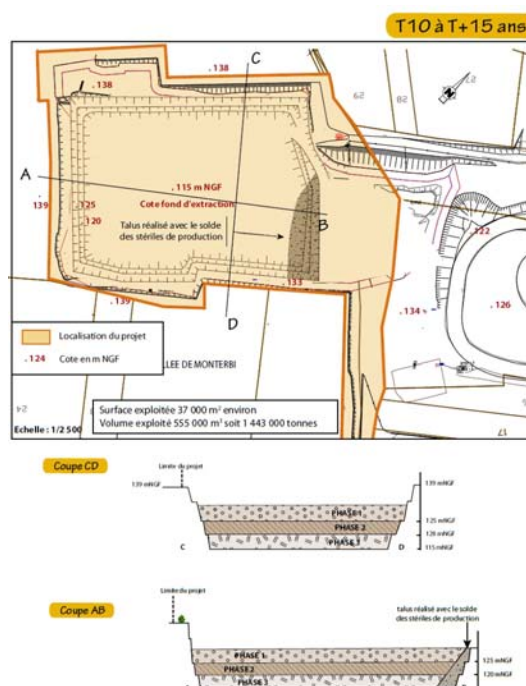 T10 à T+15 ans
C
.138
.138
A
.115 m NGF
Cote fond d'extraction
B
139
.125
120
Talus réalisé avec le solde
des stériles de production
133
139
D
.122
.134
.126
Localisation du projet
.124 Cote en m NGF
LLEE DE MONTERBI
Surface exploitée 37 000 m² environ
Volume exploité 555 000 m³ soit 1 443 000 tonnes
Echelle : 1/2 500
24
17
57
58
59
Coupe CD
Limite du projet
139 mNGF
139 mNGF
PHASE 1
125 mNGF
PHASE 2
PHASE 3
115 mNGF
C
D
Coupe AB
Limite du projet
talus réalisé avec le solde
des stériles de production
PHASE 1
125 mNGF
PHASE 2
120 mNGF
PHASE 3